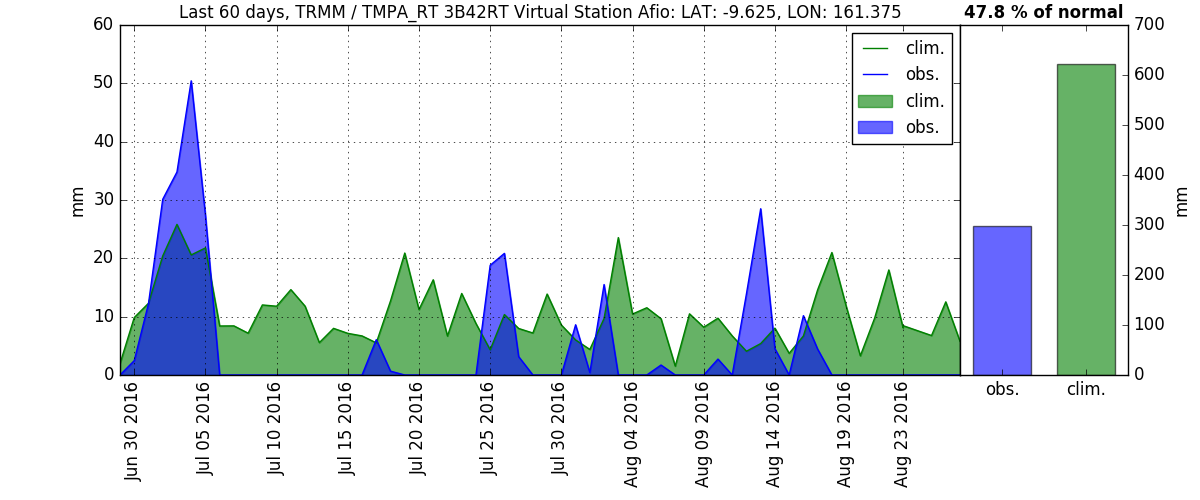 Last 60 days, TRMM / TMPA_RT 3B42RT Virtual Station Afio: LAT: -9.625, LON: 161.375
47.8 % of normal
60
50
40
30
20
10
0
mm
clim.
obs.
clim.
obs.
Jun 30 2016
Jul 05 2016
Jul 10 2016
Jul 15 2016
Jul 20 2016
Jul 25 2016
Jul 30 2016
Aug 04 2016
Aug 09 2016
Aug 14 2016
Aug 19 2016
Aug 23 2016
700
600
500
400
300
200
100
0
mm
obs.
clim.